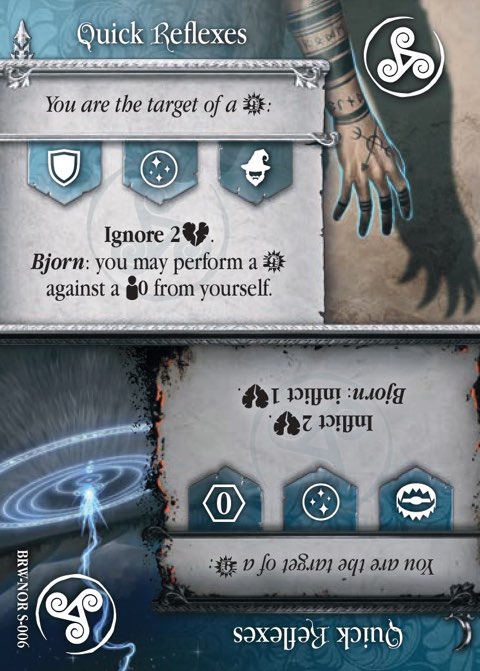 Quick Reflexes
You are the target of a :
Ignore 2.
Bjorn: you may perform a
against a 0 from yourself.
Quick Reflexes
You are the target of a :
0
Inflict 2.
Bjorn: inflict 1.
BRW-NOR S-006